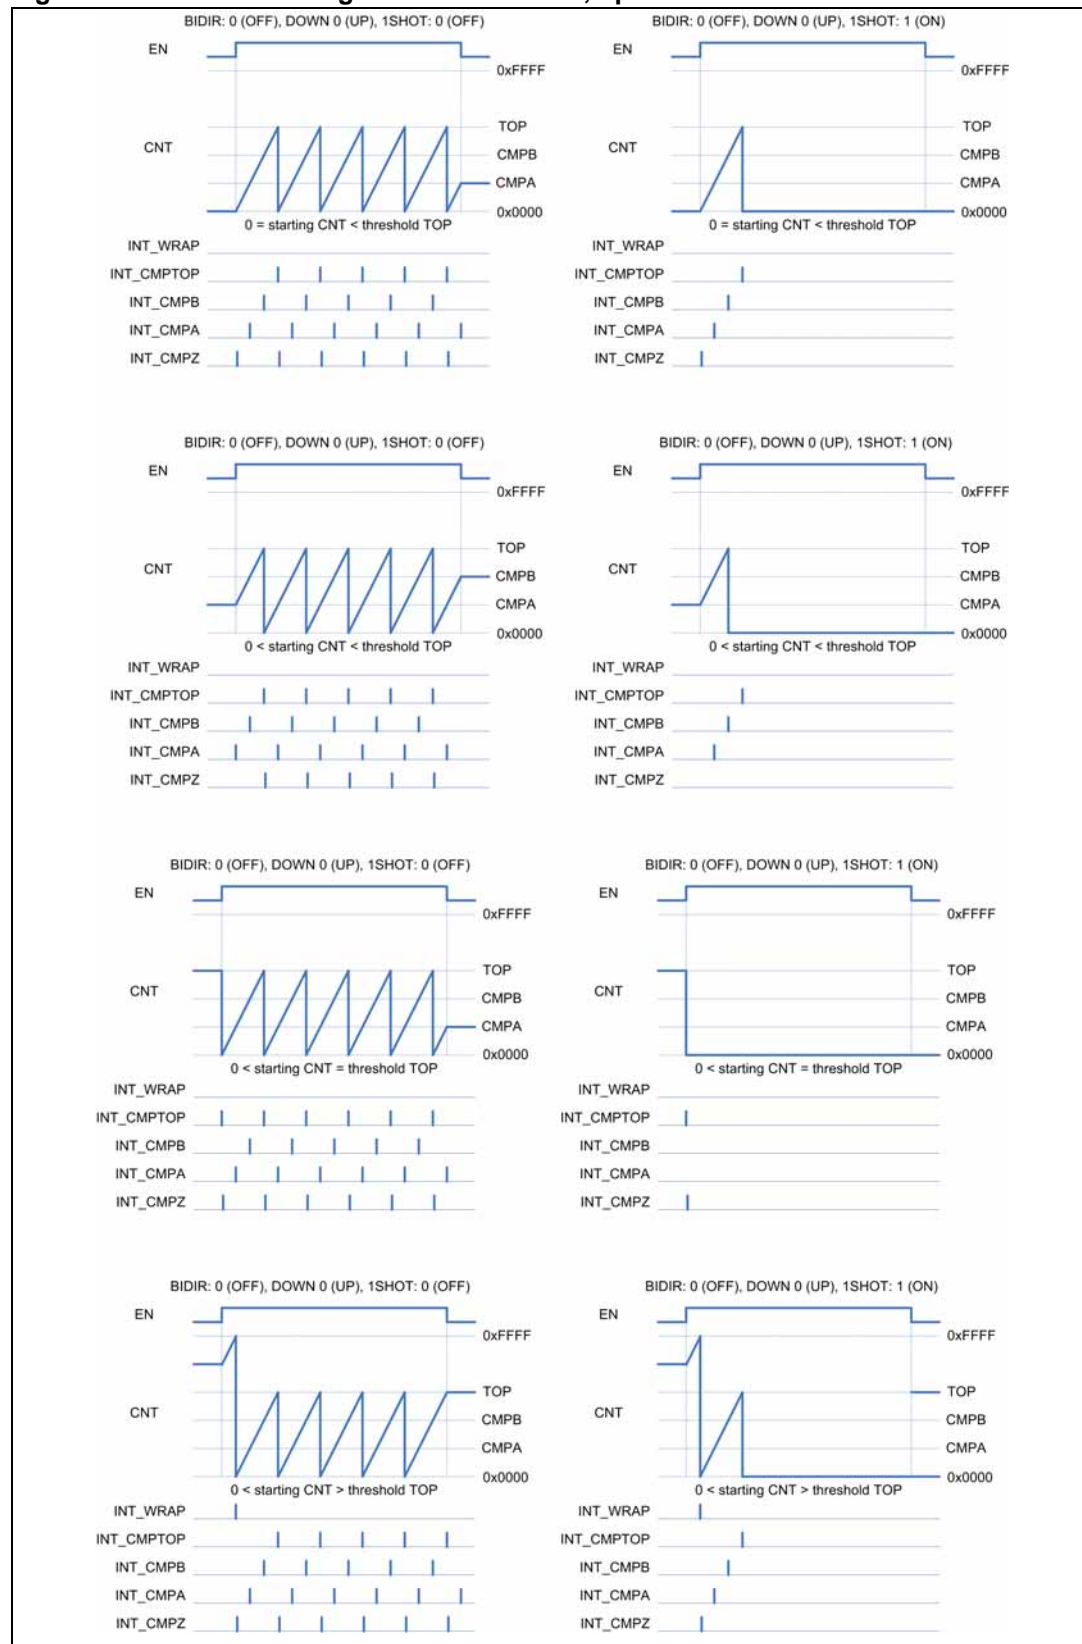 BIDIR: 0 (OFF), DOWN 0 (UP), 1SHOT: 0 (OFF)
EN
0xFFFF
TOP
CNT
CMPB
CMPA
0x0000
0 = starting CNT < threshold TOP
INT_WRAP
INT_CMPTOP
INT_CMPB
INT_CMPA
INT_CMPZ
BIDIR: 0 (OFF), DOWN 0 (UP), 1SHOT: 1 (ON)
EN
0xFFFF
TOP
CNT
CMPB
CMPA
0x0000
0 = starting CNT < threshold TOP
INT_WRAP
INT_CMPTOP
INT_CMPB
INT_CMPA
INT_CMPZ
BIDIR: 0 (OFF), DOWN 0 (UP), 1SHOT: 0 (OFF)
EN
0xFFFF
TOP
CNT
CMPB
CMPA
0x0000
0 < starting CNT < threshold TOP
INT_WRAP
INT_CMPTOP
INT_CMPB
INT_CMPA
INT_CMPZ
BIDIR: 0 (OFF), DOWN 0 (UP), 1SHOT: 1 (ON)
EN
0xFFFF
TOP
CNT
CMPB
CMPA
0x0000
0 < starting CNT < threshold TOP
INT_WRAP
INT_CMPTOP
INT_CMPB
INT_CMPA
INT_CMPZ
BIDIR: 0 (OFF), DOWN 0 (UP), 1SHOT: 0 (OFF)
EN
0xFFFF
TOP
CNT
CMPB
CMPA
0x0000
0 < starting CNT = threshold TOP
INT_WRAP
INT_CMPTOP
INT_CMPB
INT_CMPA
INT_CMPZ
BIDIR: 0 (OFF), DOWN 0 (UP), 1SHOT: 1 (ON)
EN
0xFFFF
TOP
CNT
CMPB
CMPA
0x0000
0 < starting CNT = threshold TOP
INT_WRAP
INT_CMPTOP
INT_CMPB
INT_CMPA
INT_CMPZ
BIDIR: 0 (OFF), DOWN 0 (UP), 1SHOT: 0 (OFF)
EN
0xFFFF
TOP
CNT
CMPB
CMPA
0x0000
0 < starting CNT > threshold TOP
INT_WRAP
INT_CMPTOP
INT_CMPB
INT_CMPA
INT_CMPZ
BIDIR: 0 (OFF), DOWN 0 (UP), 1SHOT: 1 (ON)
EN
0xFFFF
TOP
CNT
CMPB
CMPA
0x0000
0 < starting CNT > threshold TOP
INT_WRAP
INT_CMPTOP
INT_CMPB
INT_CMPA
INT_CMPZ